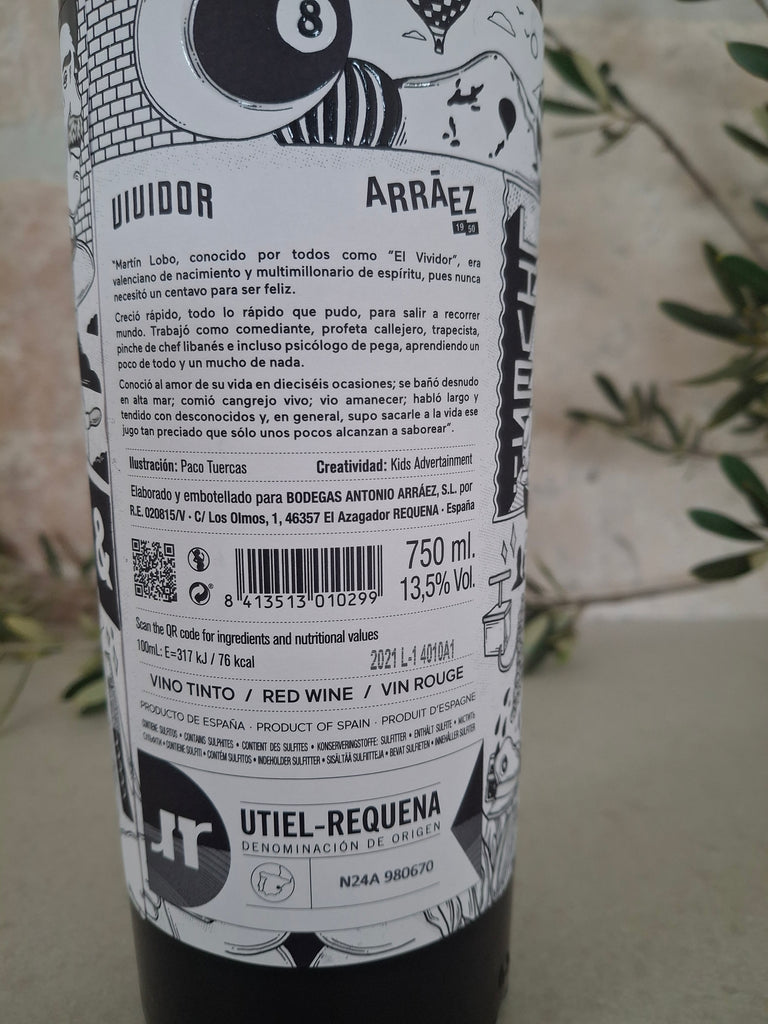 8
VIVIDOR
ARRĀEZ
19 50
"Martín Lobo, conocido por todos como "El Vividor", era
valenciano de nacimiento y multimillonario de espíritu, pues nunca
necesitó un centavo para ser feliz.
Creció rápido, todo lo rápido que pudo, para salir a recorrer
mundo. Trabajó como comediante, profeta callejero, trapecista,
pinche de chef libanés e incluso psicólogo de pega, aprendiendo un
poco de todo y un mucho de nada.
Conoció al amor de su vida en dieciséis ocasiones; se bañó desnudo
en alta mar; comió cangrejo vivo; vio amanecer; habló largo y
tendido con desconocidos y, en general, supo sacarle a la vida ese
jugo tan preciado que sólo unos pocos alcanzan a saborear".
Ilustración: Paco Tuercas
Creatividad: Kids Advertainment
Elaborado y embotellado para BODEGAS ANTONIO ARRÁEZ, S.L. por
R.E. 020815/V · C/ Los Olmos, 1, 46357 El Azagador REQUENA · España
8 413513 010299
750 ml.
13,5% Vol.
Scan the QR code for ingredients and nutritional values
100mL: E=317 kJ / 76 kcal
2021 L-1 4010A1
VINO TINTO / RED WINE / VIN ROUGE
PRODUCTO DE ESPAÑA · PRODUCT OF SPAIN · PRODUIT D'ESPAGNE
CONTIENE SULFITOS • CONTAINS SULPHITES • CONTIENT DES SULFITES • KONSERVERINGSTOFFE: SULFITTER • ENTHÄLT SULFITE •
• CONTIENE SOLFITI • CONTÉM SULFITOS • INDEHOLDER SULFITTER • SISÄLTÄÄ SULFIITTEJA • BEVAT SULFIETEN • INNEHÅLLER SULFITER
ur
UTIEL-REQUENA
DENOMINACIÓN DE ORIGEN
N24A 980670
&